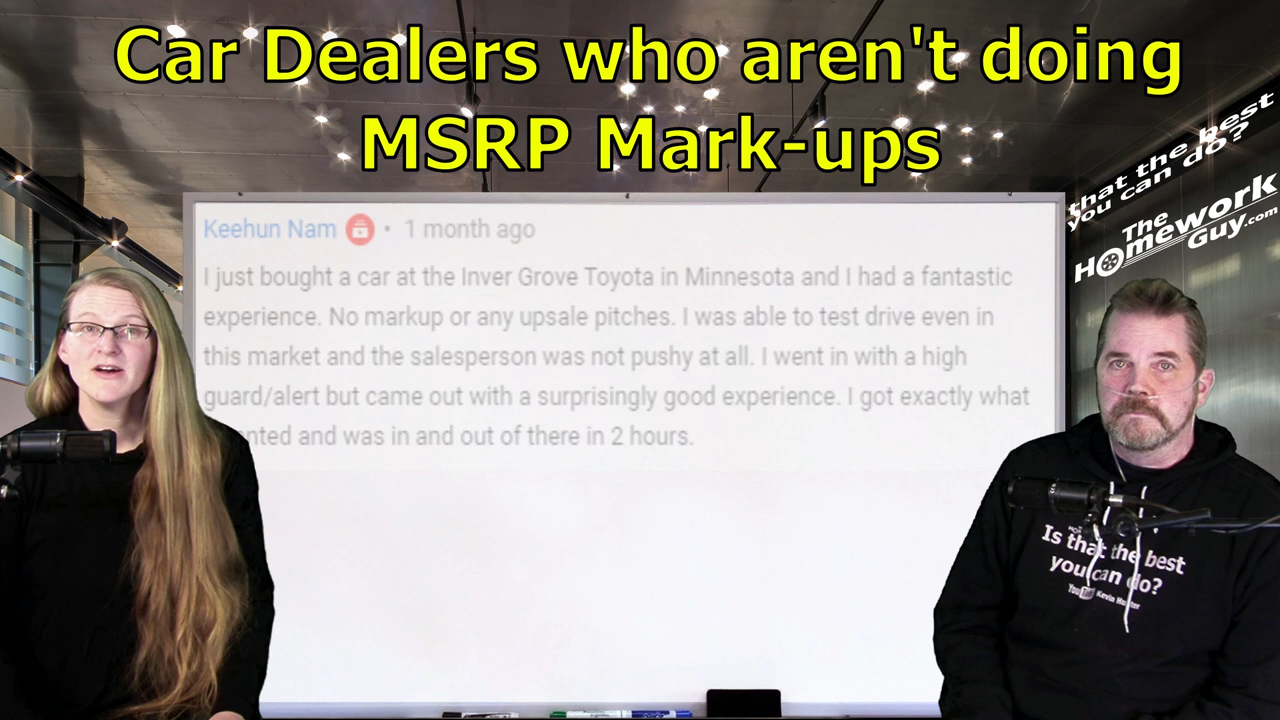 Car Dealers who aren't doing
MSRP Mark-ups
that the best
you can do?
The
Homework
Guy.com
Keehun Nam • 1 month ago
I just bought a car at the Inver Grove Toyota in Minnesota and I had a fantastic
experience. No markup or any upsale pitches. I was able to test drive even in
this market and the salesperson was not pushy at all. I went in with a high
guard/alert but came out with a surprisingly good experience. I got exactly what
and was in and out of there in 2 hours.
Is that the best
you can do?
YouTube Kevin Hunter